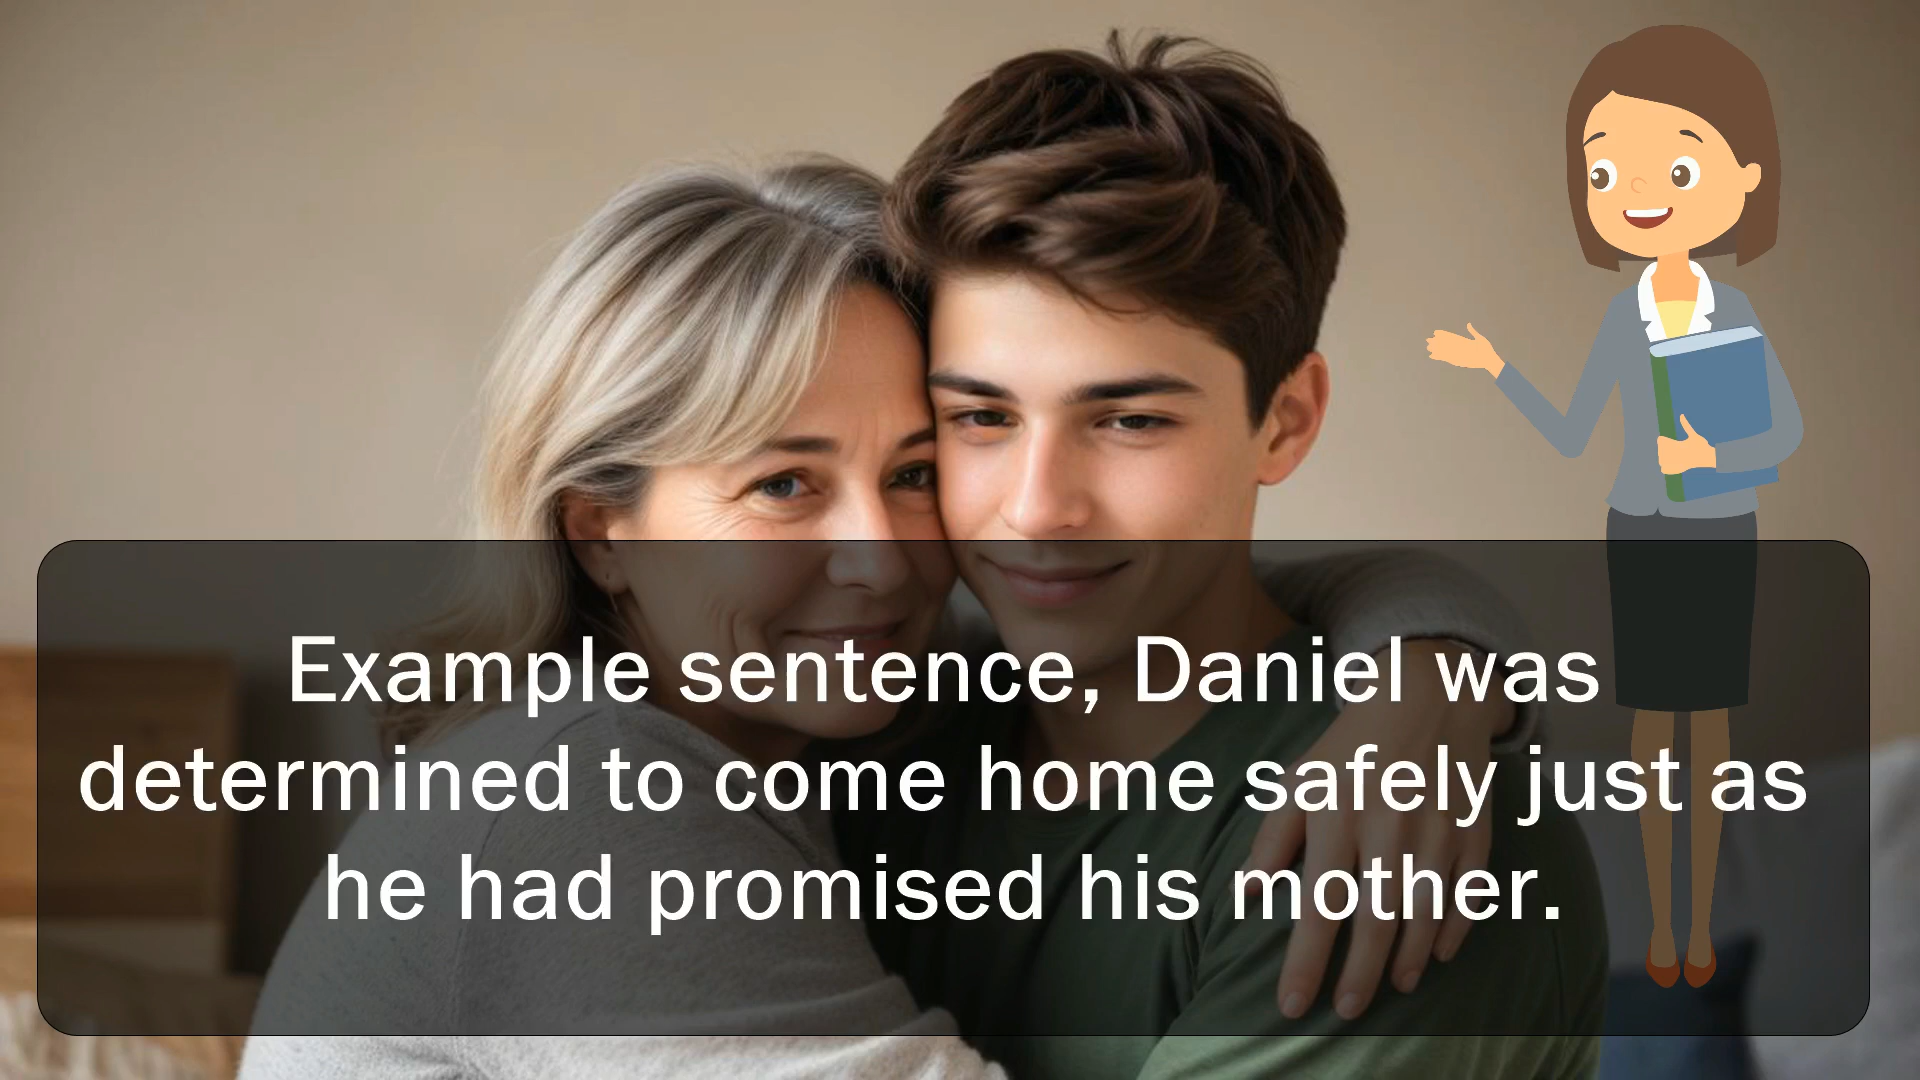 Example sentence, Daniel was
determined to come home safely just as
he had promised his mother.